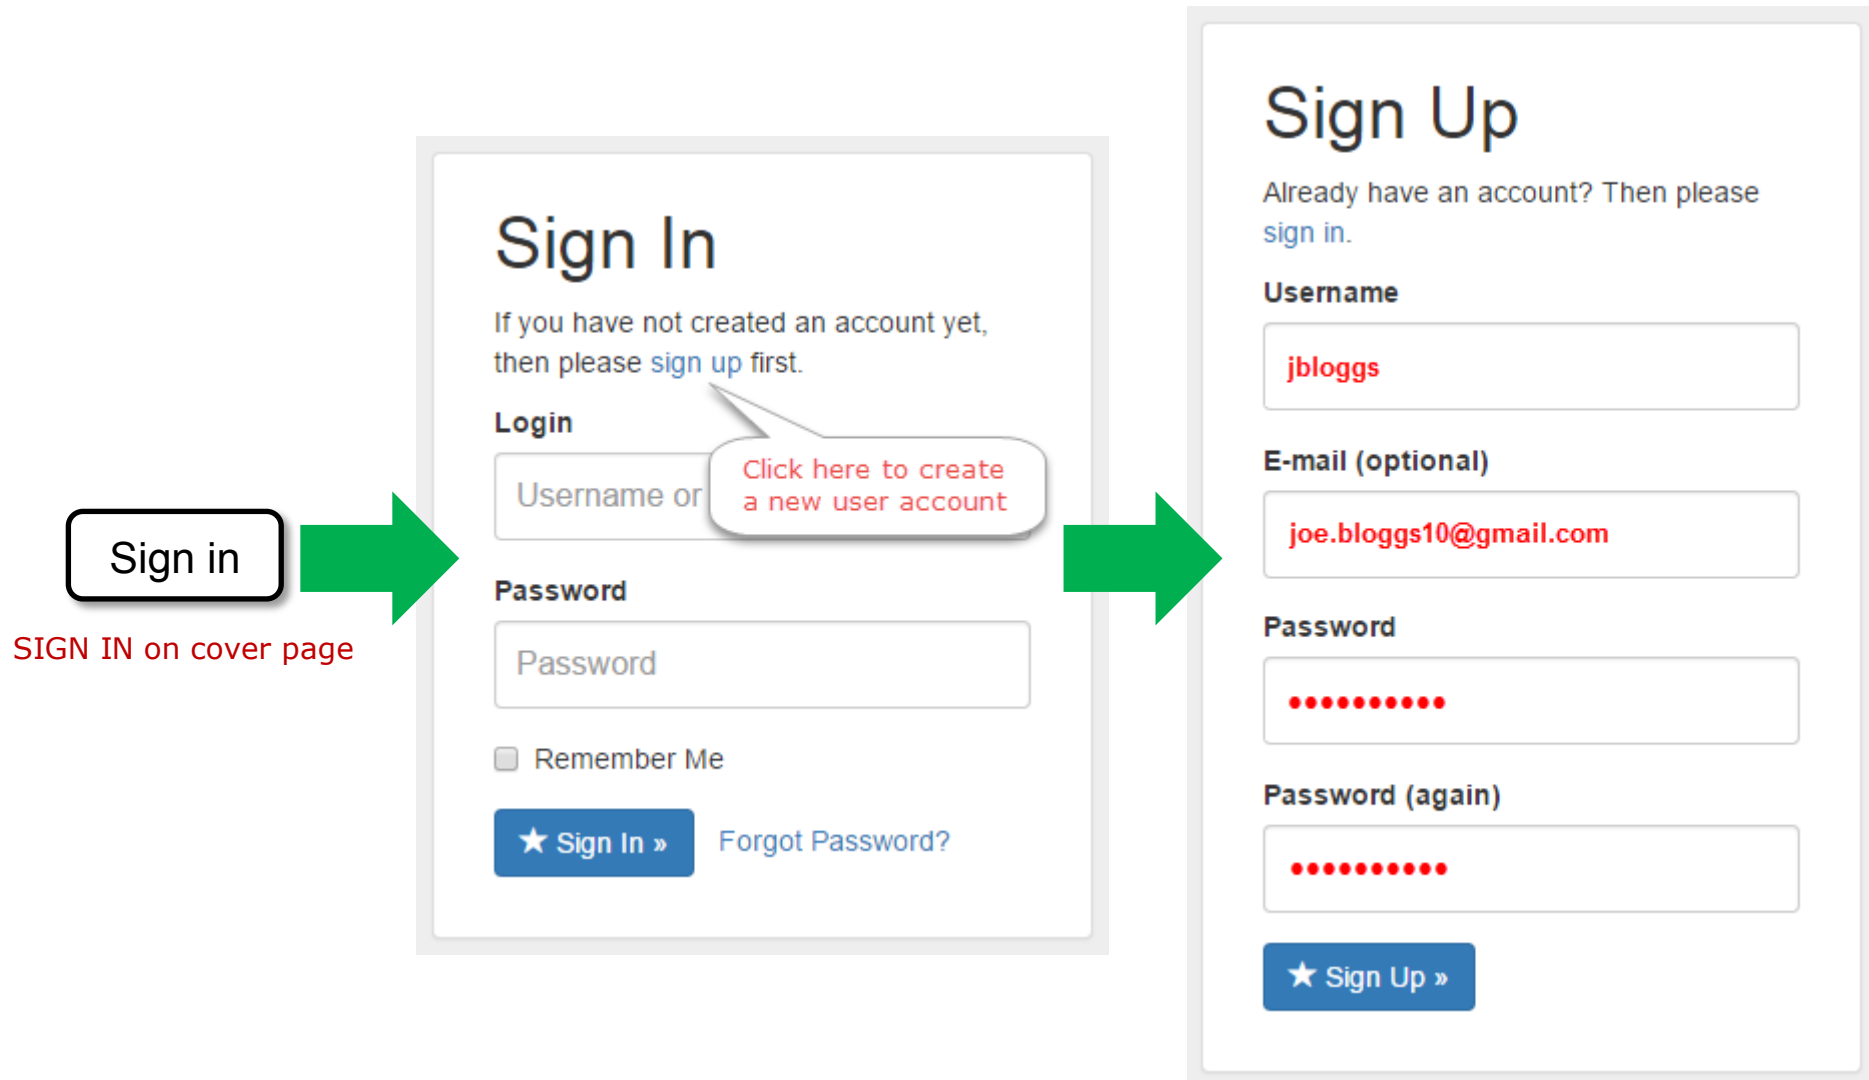 Sign in
SIGN IN on cover page
Sign In
If you have not created an account yet,
then please sign up first.
Login
Username or
Click here to create
a new user account
Password
Password
Remember Me
★ Sign In »
Forgot Password?
Sign Up
Already have an account? Then please
sign in.
Username
jbloggs
E-mail (optional)
joe.bloggs10@gmail.com
Password
••••••••••
Password (again)
••••••••••
★ Sign Up »